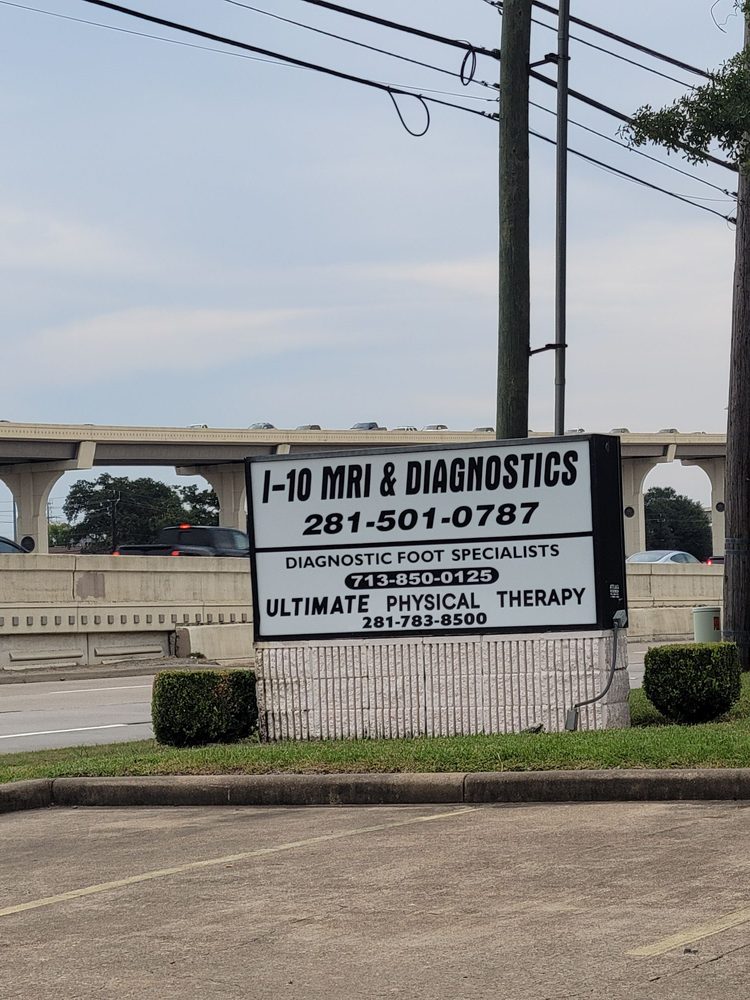 I-10 MRI & DIAGNOSTICS
281-501-0787
DIAGNOSTIC FOOT SPECIALISTS
713-850-0125
ULTIMATE PHYSICAL THERAPY
281-783-8500